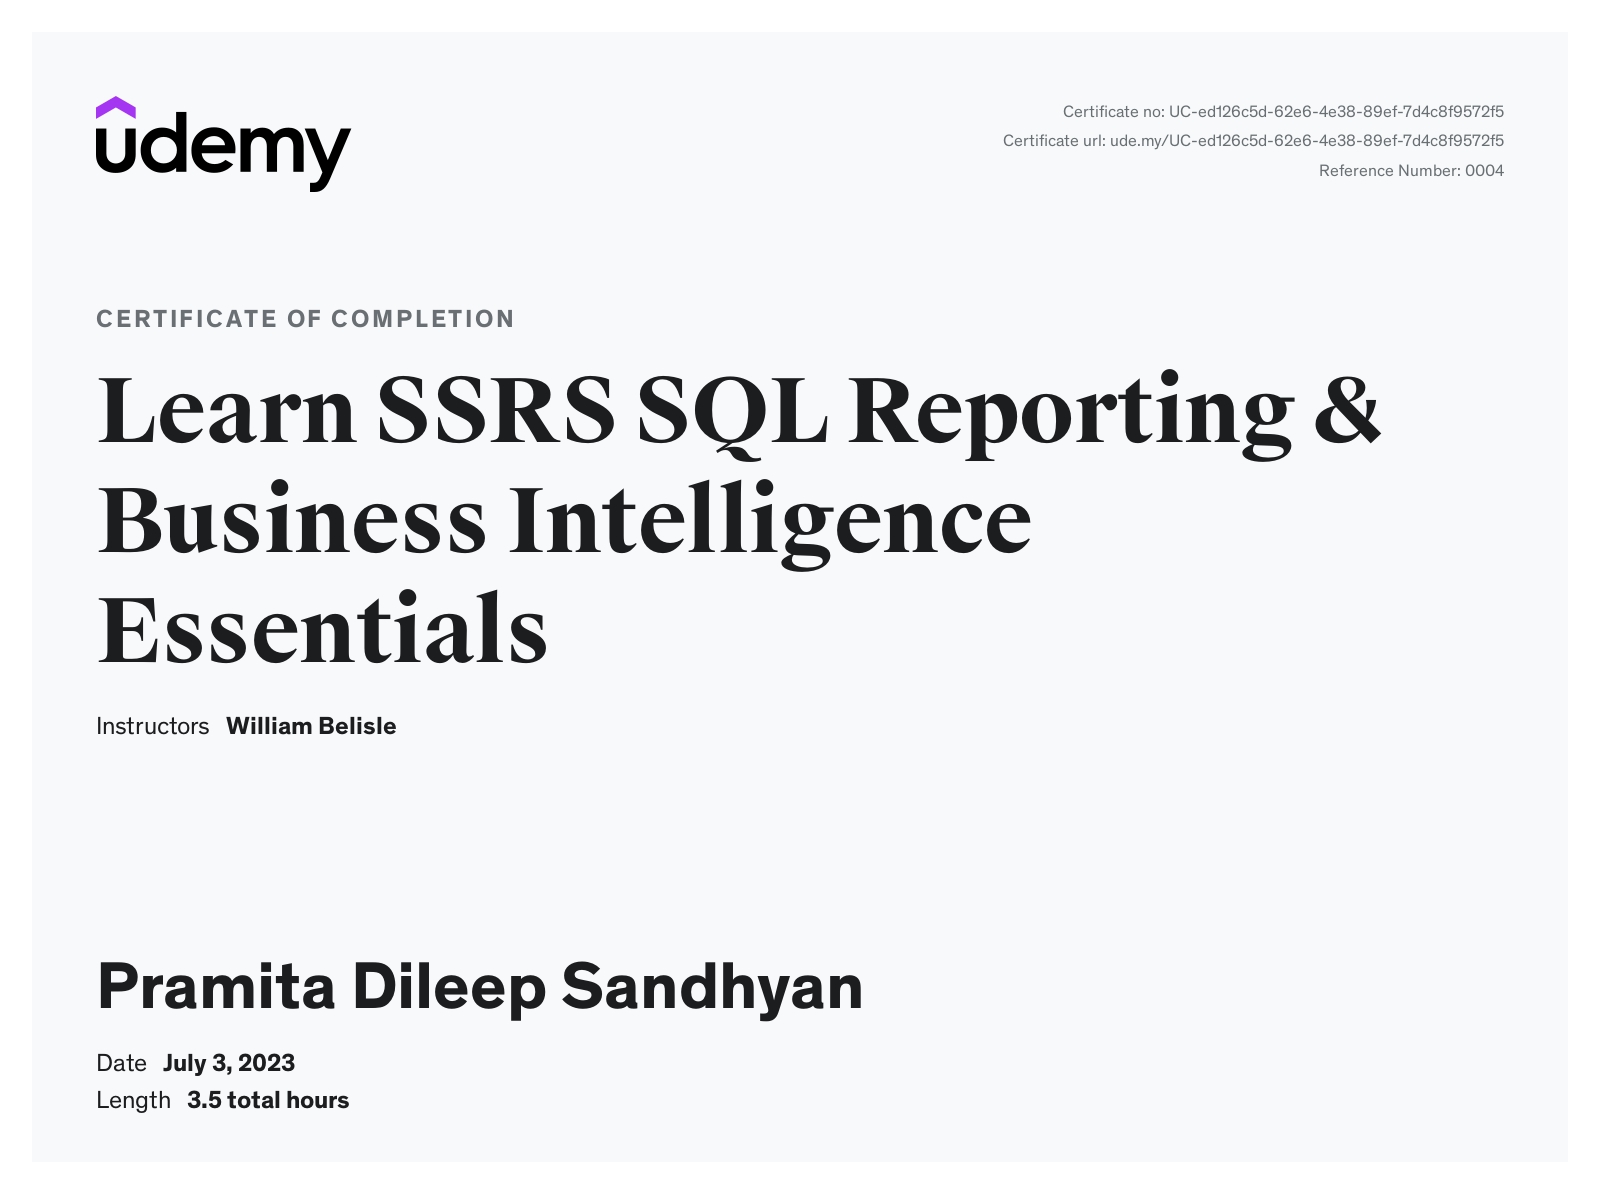 udemy
Certificate no: UC-ed126c5d-62e6-4e38-89ef-7d4c8f9572f5
Certificate url: ude.my/UC-ed126c5d-62e6-4e38-89ef-7d4c8f9572f5
Reference Number: 0004
CERTIFICATE OF COMPLETION
Learn SSRS SQL Reporting &
Business Intelligence
Essentials
Instructors William Belisle
Pramita Dileep Sandhyan
Date July 3, 2023
Length 3.5 total hours